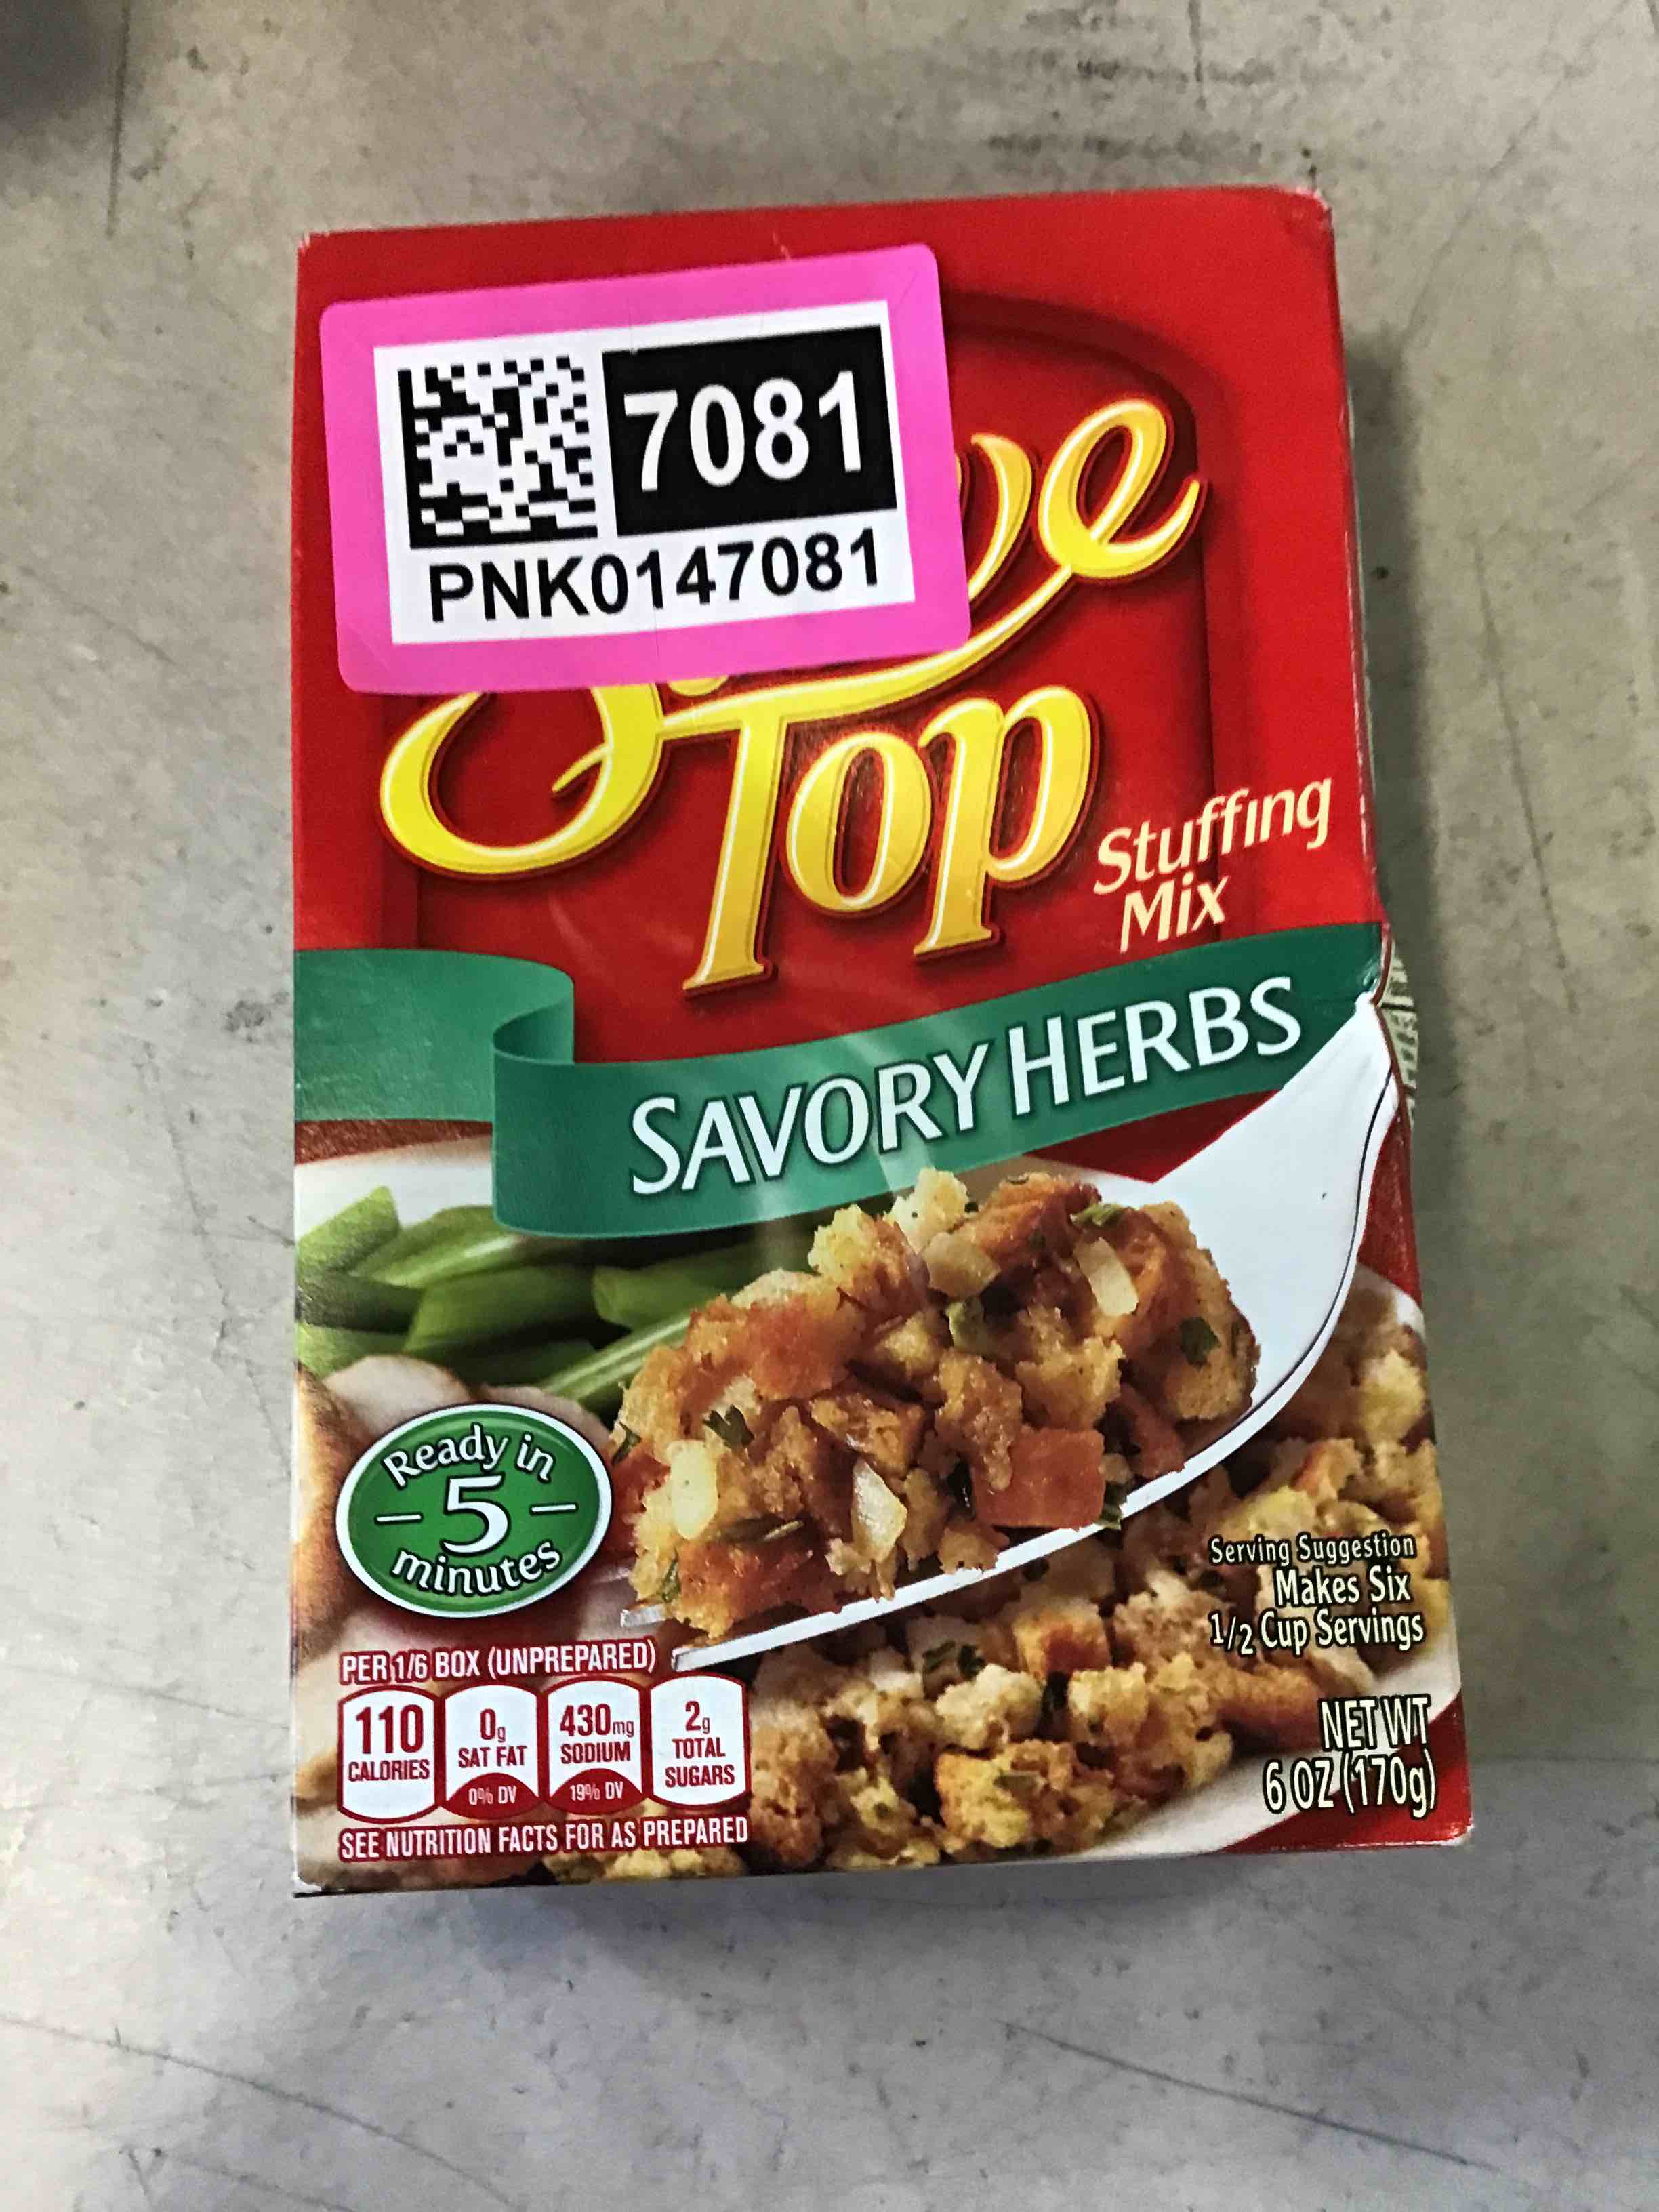 7081
PNK0147081
Stove
Top
Stuffing
Mix
SAVORY HERBS
Ready in
5
minutes
Serving Suggestion
Makes Six
1/2 Cup Servings
PER 1/6 BOX (UNPREPARED)
110
CALORIES
0g
SAT FAT
0% DV
430mg
SODIUM
19% DV
2g
TOTAL
SUGARS
SEE NUTRITION FACTS FOR AS PREPARED
NET WT
6 OZ (170g)